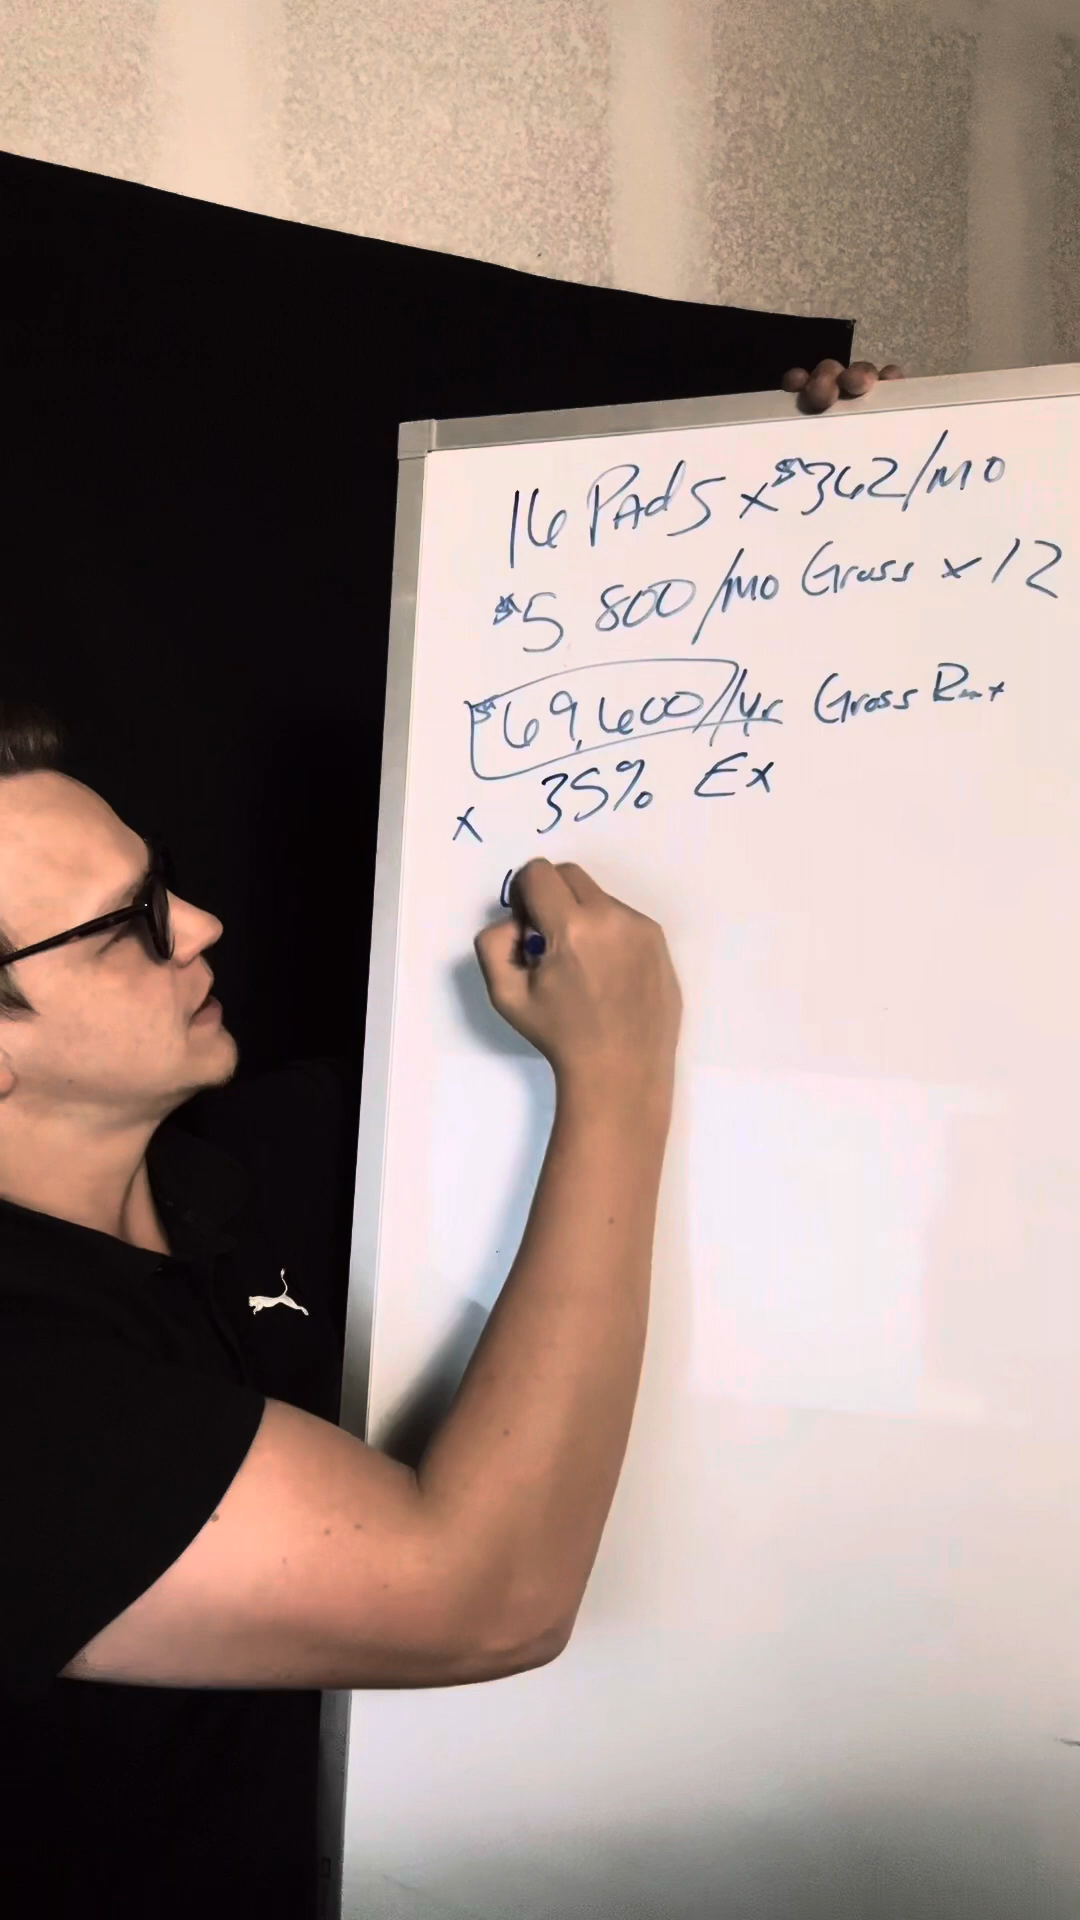 16 PAdS x $362/MO
$5 800/MO Gross x 12
$69,600/yr Gross Rent
x 35% Ex